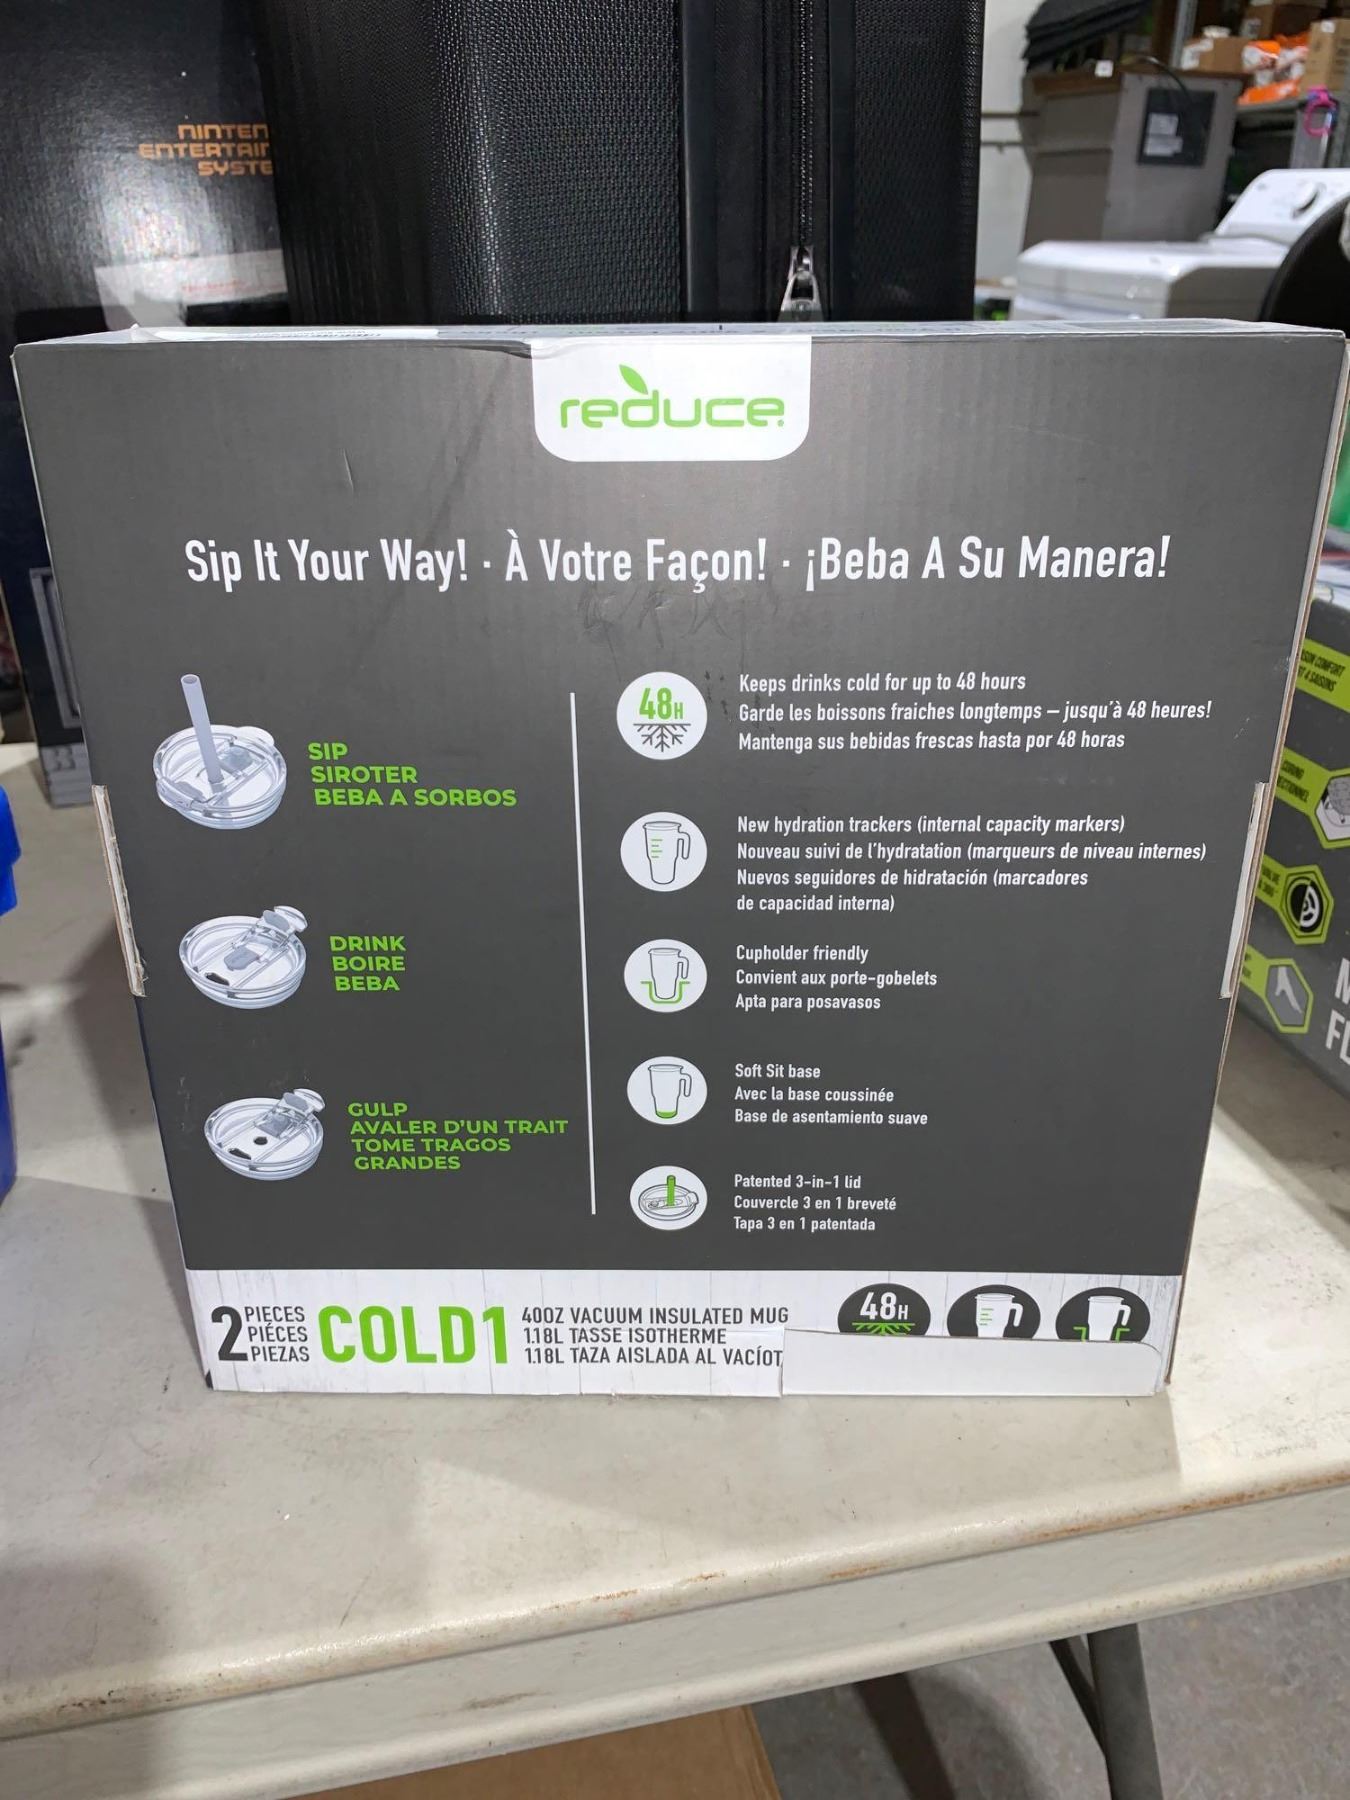 NINTEN
ENTERTAIN
SYSTE
reduce
Sip It Your Way! · À Votre Façon! · ¡Beba A Su Manera!
SIP
SIROTER
BEBA A SORBOS
DRINK
BOIRE
BEBA
GULP
AVALER D'UN TRAIT
TOME TRAGOS
GRANDES
48H
Keeps drinks cold for up to 48 hours
Garde les boissons fraiches longtemps – jusqu'à 48 heures!
Mantenga sus bebidas frescas hasta por 48 horas
New hydration trackers (internal capacity markers)
Nouveau suivi de l'hydratation (marqueurs de niveau internes)
Nuevos seguidores de hidratación (marcadores
de capacidad interna)
Cupholder friendly
Convient aux porte-gobelets
Apta para posavasos
Soft Sit base
Avec la base coussinée
Base de asentamiento suave
Patented 3-in-1 lid
Couvercle 3 en 1 breveté
Tapa 3 en 1 patentada
2 PIECES
PIÉCES
PIEZAS
COLD1
40OZ VACUUM INSULATED MUG
1.18L TASSE ISOTHERME
1.18L TAZA AISLADA AL VACÍOT
48H